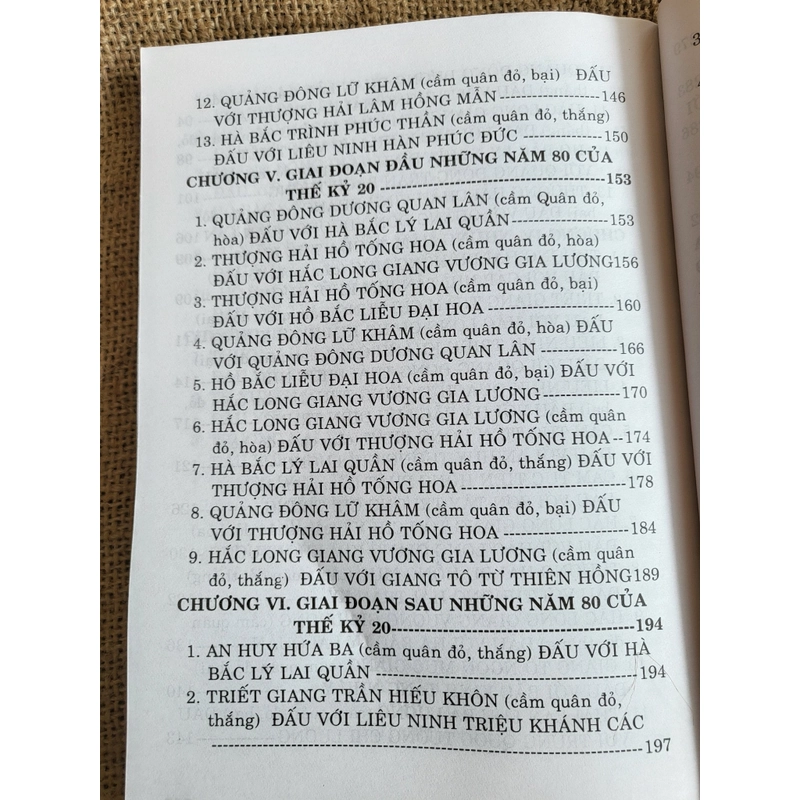 12. QUẢNG ĐÔNG LỮ KHÂM (cầm quân đỏ, bại) ĐẤU
VỚI THƯỢNG HẢI LÂM HỒNG MẪN-----------------146
13. HÀ BẮC TRÌNH PHÚC THẦN (cầm quân đỏ, thắng)
ĐẤU VỚI LIÊU NINH HÀN PHÚC ĐỨC --------------150
CHƯƠNG V. GIAI ĐOẠN ĐẦU NHỮNG NĂM 80 CỦA
THẾ KỶ 20 -----------------------------------153
1. QUẢNG ĐÔNG DƯƠNG QUAN LÂN (cầm Quân đỏ,
hòa) ĐẤU VỚI HÀ BẮC LÝ LAI QUẦN-----------------153
2. THƯỢNG HẢI HỒ TỐNG HOA (cầm quân đỏ, hòa)
ĐẤU VỚI HẮC LONG GIANG VƯƠNG GIA LƯƠNG156
3. THƯỢNG HẢI HỒ TỐNG HOA (cầm quân đỏ, bại)
ĐẤU VỚI HỒ BẮC LIỄU ĐẠI HOA --------------------160
4. QUẢNG ĐÔNG LỮ KHÂM (cầm quân đỏ, hòa) ĐẤU
VỚI QUẢNG ĐÔNG DƯƠNG QUAN LÂN -------------166
5. HỒ BẮC LIỄU ĐẠI HOA (cầm quân đỏ, bại) ĐẤU VỚI
HẮC LONG GIANG VƯƠNG GIA LƯƠNG--------------170
6. HẮC LONG GIANG VƯƠNG GIA LƯƠNG (cầm quân
đỏ, hòa) ĐẤU VỚI THƯỢNG HẢI HỒ TỐNG HOA--174
7. HÀ BẮC LÝ LAI QUẦN (cầm quân đỏ, thắng) ĐẤU VỚI
THƯỢNG HẢI HỒ TỐNG HOA------------------------178
8. QUẢNG ĐÔNG LỮ KHÂM (cầm quân đỏ, bại) ĐẤU
VỚI THƯỢNG HẢI HỒ TỐNG HOA-------------------184
9. HẮC LONG GIANG VƯƠNG GIA LƯƠNG (cầm quân
đỏ, thắng) ĐẤU VỚI GIANG TÔ TỪ THIÊN HỒNG189
CHƯƠNG VI. GIAI ĐOẠN SAU NHỮNG NĂM 80 CỦA
THẾ KỶ 20-----------------------------------194
1. AN HUY HỨA BA (cầm quân đỏ, thắng) ĐẤU VỚI HÀ
BẮC LÝ LAI QUẦN -----------------------------------194
2. TRIẾT GIANG TRẦN HIẾU KHÔN (cầm quân đỏ,
thắng) ĐẤU VỚI LIÊU NINH TRIỆU KHÁNH CÁC
------------------------------------------------------------197